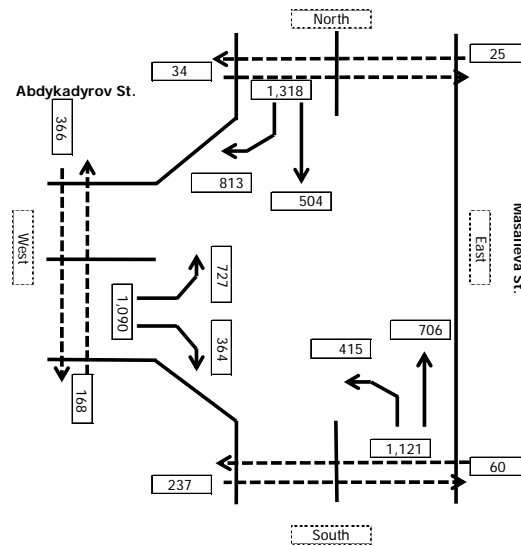 North
34
25
1,318
Abdykadyrov St.
366
813
504
West
727
1,090
364
East
Masalieva St.
706
415
168
1,121
237
60
South